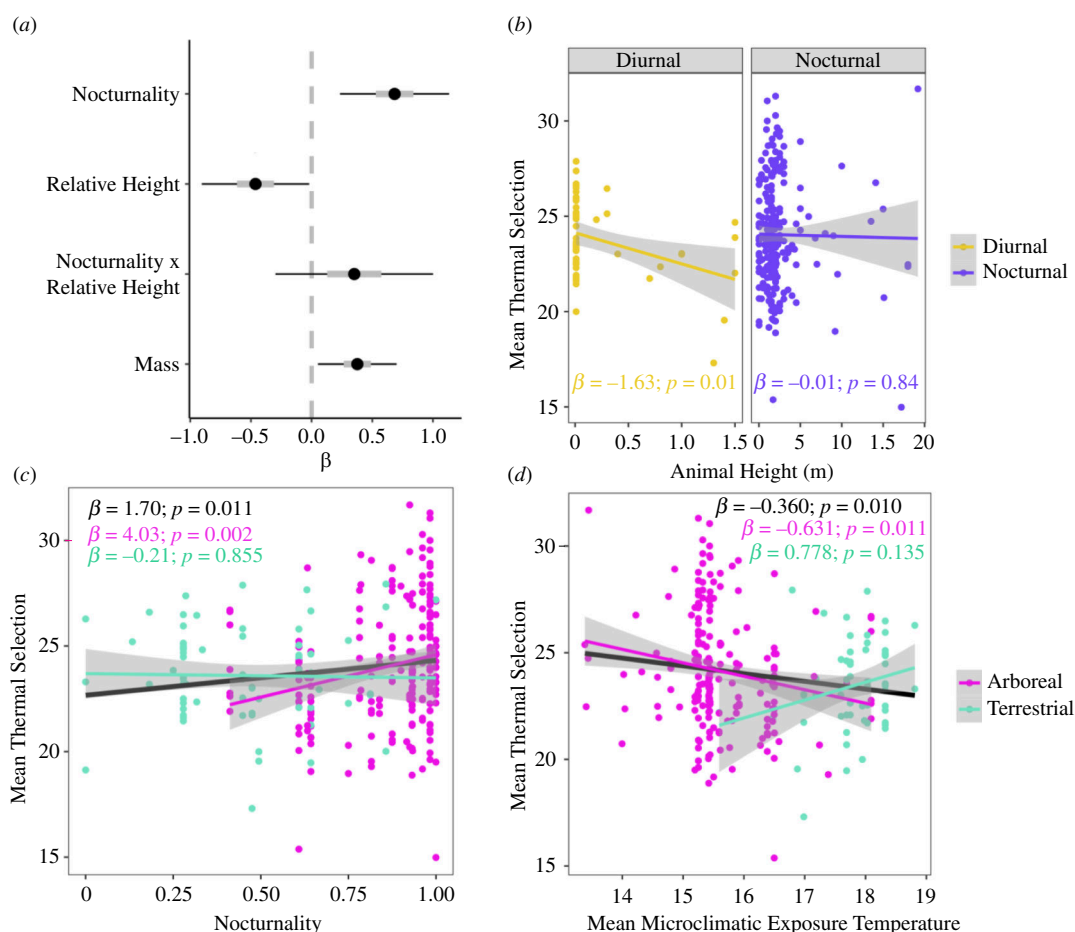 (a)
Nocturnality
Relative Height
Nocturnality x
Relative Height
Mass
–1.0 –0.5 0.0 0.5 1.0
β
(b)
Diurnal Nocturnal
Mean Thermal Selection
30
25
20
15
β = –1.63; p = 0.01
β = –0.01; p = 0.84
0 0.5 1.0 1.5 0 5 10 1.5 20
Animal Height (m)
Diurnal
Nocturnal
(c)
β = 1.70; p = 0.011
β = 4.03; p = 0.002
β = –0.21; p = 0.855
Mean Thermal Selection
30
25
20
15
0 0.25 0.50 0.75 1.00
Nocturnality
(d)
β = –0.360; p = 0.010
β = –0.631; p = 0.011
β = 0.778; p = 0.135
Mean Thermal Selection
30
25
20
15
14 15 16 17 18 19
Mean Microclimatic Exposure Temperature
Arboreal
Terrestrial